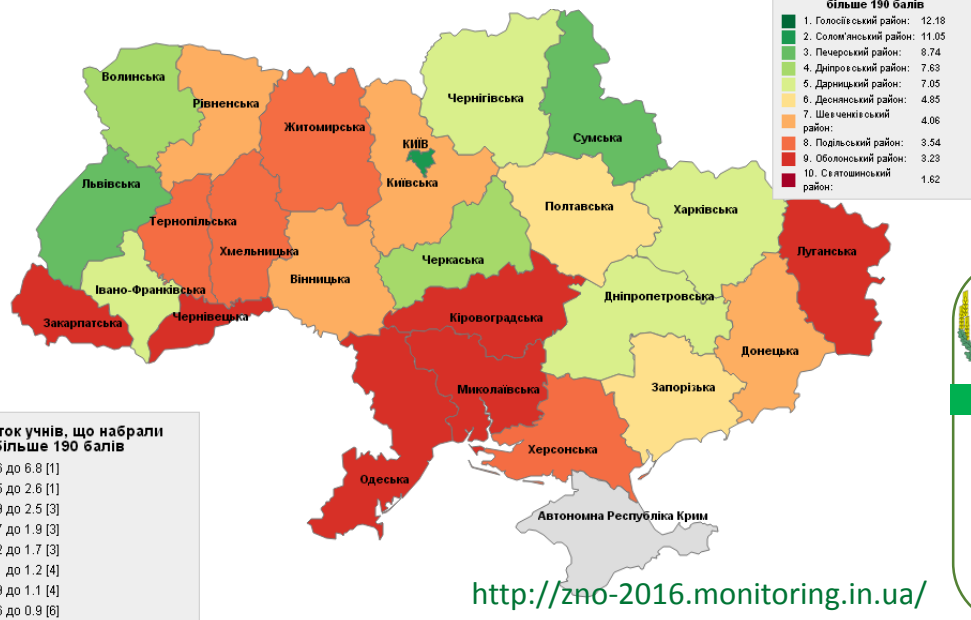 більше 190 балів
1. Голосіївський район: 12.18
2. Солом'янський район: 11.05
3. Печерський район: 8.74
4. Дніпровський район: 7.63
5. Дарницький район: 7.05
6. Деснянський район: 4.85
7. Шевченківський
район: 4.06
8. Подільський район: 3.54
9. Оболонський район: 3.23
10. Святошинський
район: 1.62
Волинська
Рівненська
Житомирська
Чернігівська
Сумська
КИЇВ
Київська
Львівська
Тернопільська
Хмельницька
Вінницька
Черкаська
Полтавська
Харківська
Луганська
Івано-Франківська
Закарпатська
Чернівецька
Кіровоградська
Дніпропетровська
Донецька
Миколаївська
Запорізька
Одеська
Херсонська
Автономна Республіка Крим
учнів, що набрали
більше 190 балів
до 6.8 [1]
до 2.6 [1]
до 2.5 [3]
до 1.9 [3]
до 1.7 [3]
до 1.2 [4]
до 1.1 [4]
до 0.9 [6]
http://zno-2016.monitoring.in.ua/